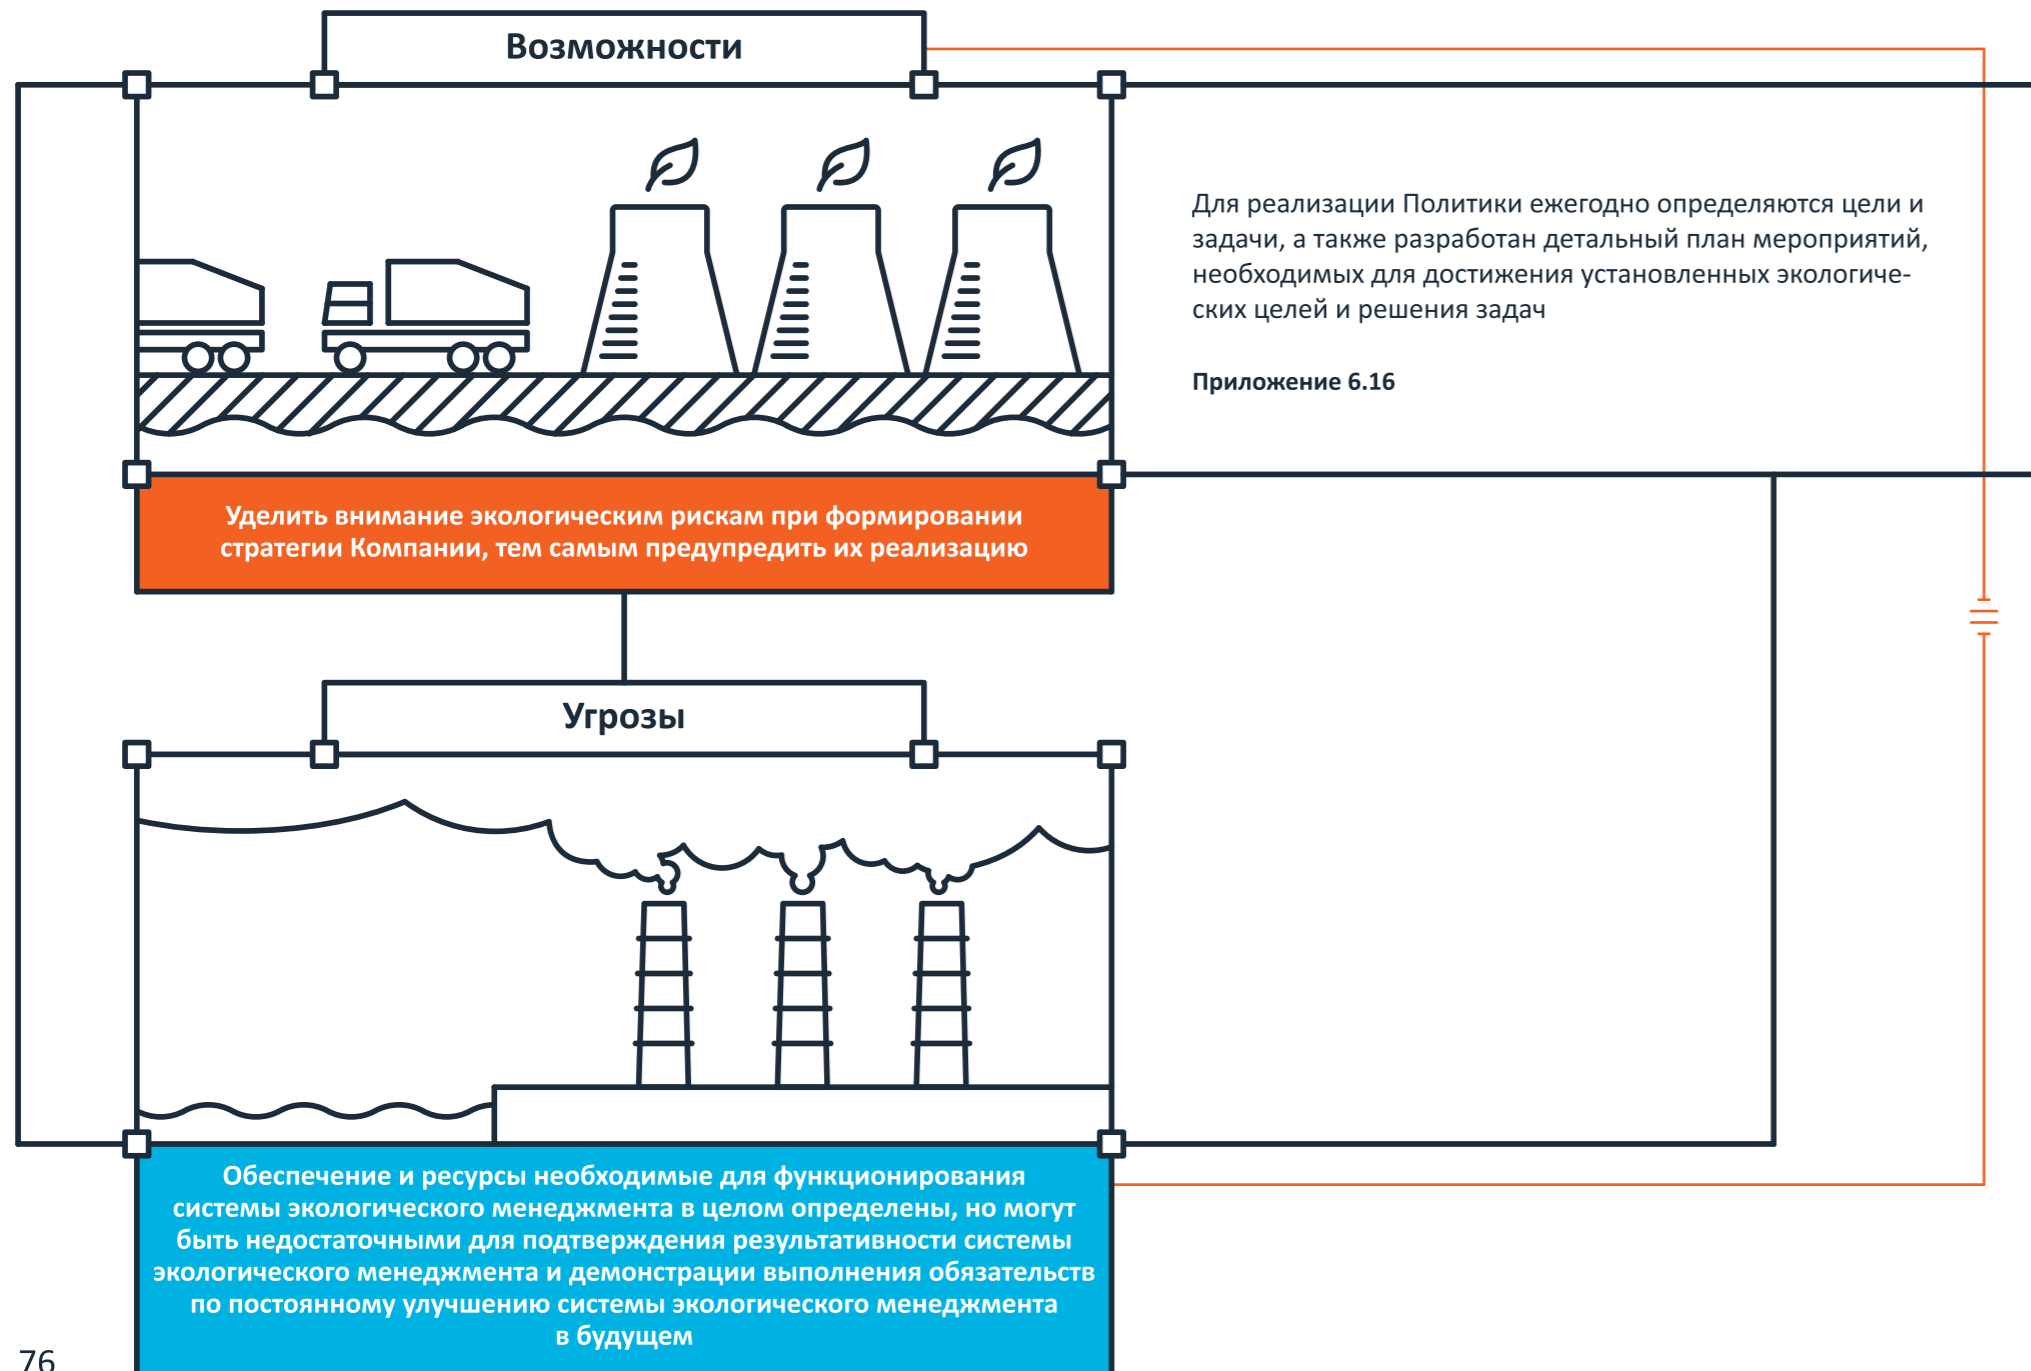 Возможности
Для реализации Политики ежегодно определяются цели и
задачи, а также разработан детальный план мероприятий,
необходимых для достижения установленных экологиче-
ских целей и решения задач
Приложение 6.16
Уделить внимание экологическим рискам при формировании
стратегии Компании, тем самым предупредить их реализацию
Угрозы
Обеспечение и ресурсы необходимые для функционирования
системы экологического менеджмента в целом определены, но могут
быть недостаточными для подтверждения результативности системы
экологического менеджмента и демонстрации выполнения обязательств
по постоянному улучшению системы экологического менеджмента
в будущем
76